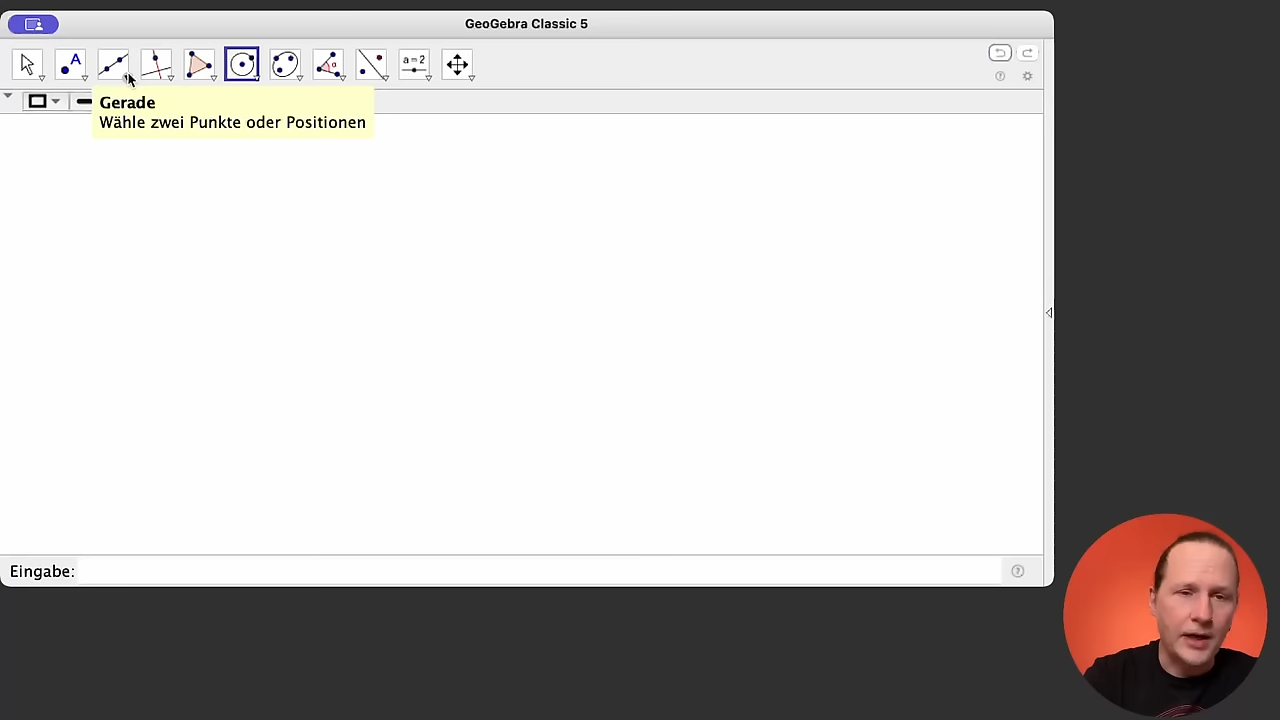 GeoGebra Classic 5
A
a=2
Gerade
Wähle zwei Punkte oder Positionen
Eingabe: